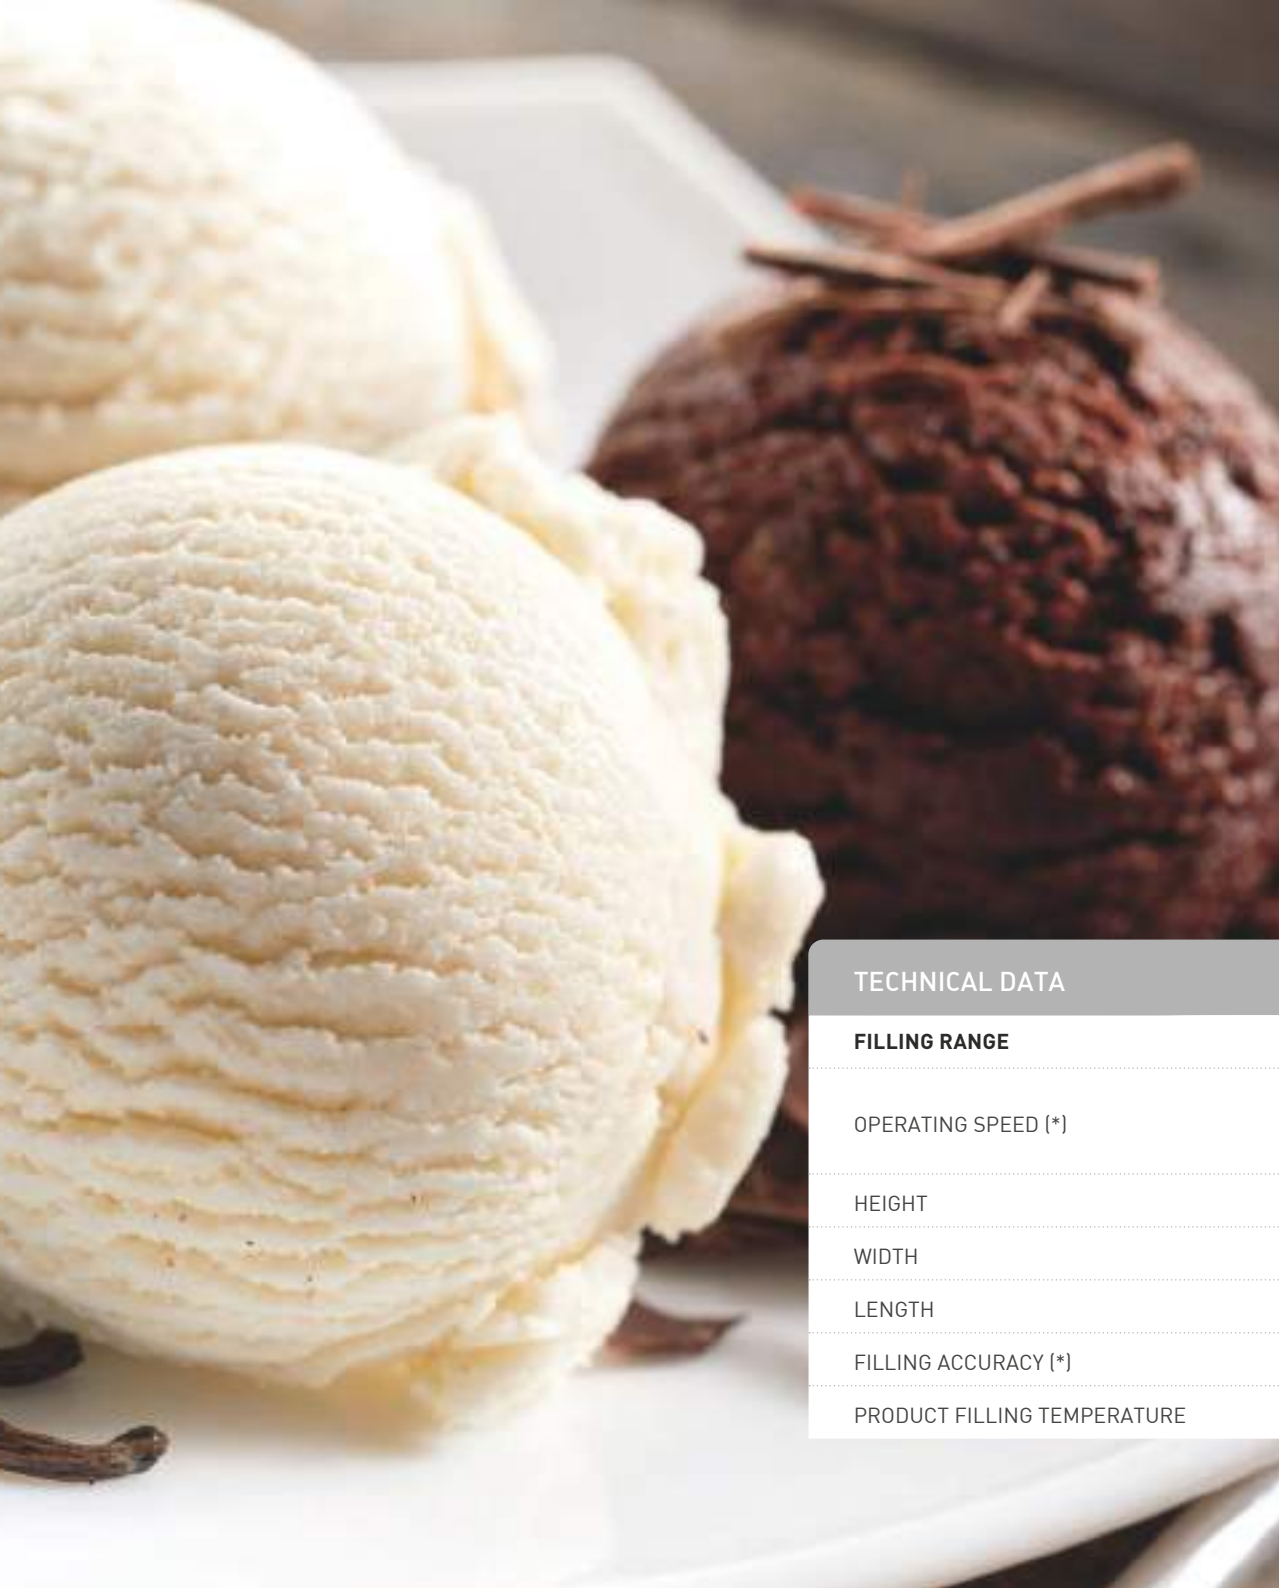 TECHNICAL DATA
FILLING RANGE
OPERATING SPEED (*)
HEIGHT
WIDTH
LENGTH
FILLING ACCURACY (*)
PRODUCT FILLING TEMPERATURE